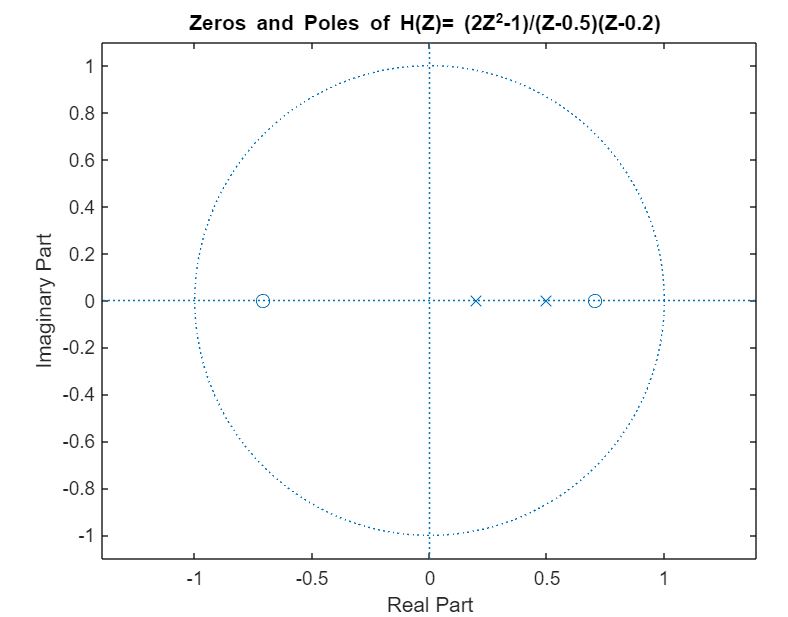 Zeros and Poles of H(Z)= (2Z²-1)/(Z-0.5)(Z-0.2)
1
0.8
0.6
0.4
0.2
0
-0.2
-0.4
-0.6
-0.8
-1
Imaginary Part
-1 -0.5 0 0.5 1
Real Part